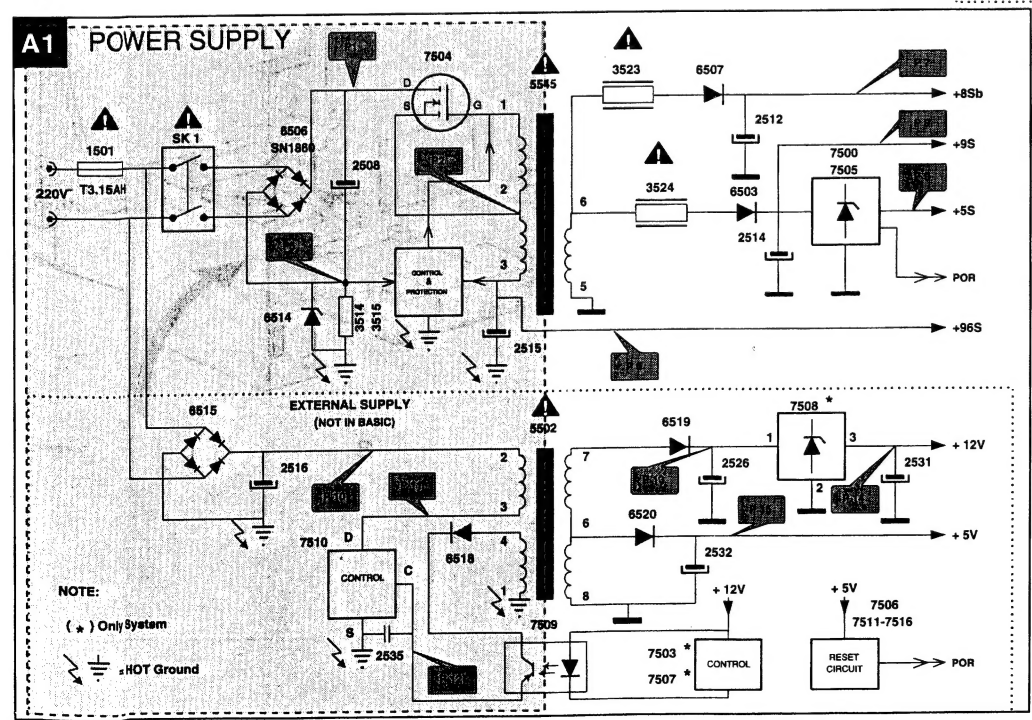 A1
POWER SUPPLY
7504
D
S
G
1
5545
3523
6507
+8Sb
2512
+9S
1501
SK 1
6506
SN1860
2508
7500
7505
220V~
T3.15AH
2
3524
6503
6
+5S
2514
3
CONTROL
&
PROTECTION
5
POR
6514
3514
3515
2515
+96S
EXTERNAL SUPPLY
(NOT IN BASIC)
5502
6515
6519
7508 *
2516
2
7
1
3
+ 12V
2526
2531
2
3
6520
6
+ 5V
7510
D
6518
4
2532
CONTROL
C
NOTE:
1
8
+ 12V
+ 5V
7506
7511-7516
( * ) Only System
S
7509
2535
7503 *
7507 *
CONTROL
RESET
CIRCUIT
POR
= HOT Ground